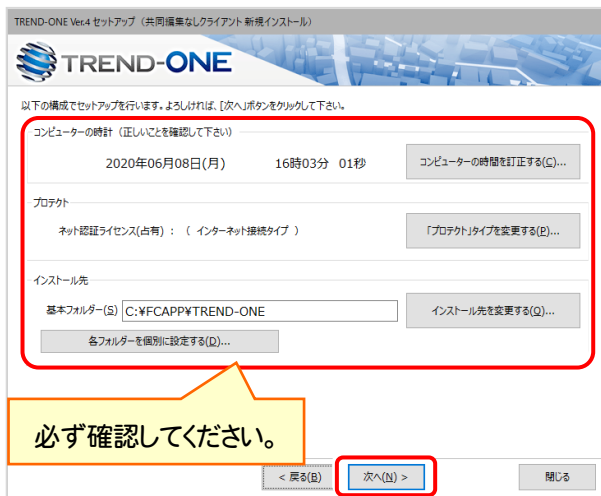 TREND-ONE Ver.4 セットアップ（共同編集なしクライアント 新規インストール）
TREND-ONE
以下の構成でセットアップを行います。よろしければ、[次へ]ボタンをクリックして下さい。
コンピューターの時計（正しいことを確認して下さい）
2020年06月08日(月) 16時03分 01秒 コンピューターの時間を訂正する(C)...
プロテクト
ネット認証ライセンス(占有) : （ インターネット接続タイプ ） 「プロテクト」タイプを変更する(P)...
インストール先
基本フォルダー(S) C:¥FCAPP¥TREND-ONE インストール先を変更する(O)...
各フォルダーを個別に設定する(D)...
必ず確認してください。
< 戻る(B) 次へ(N) > 閉じる